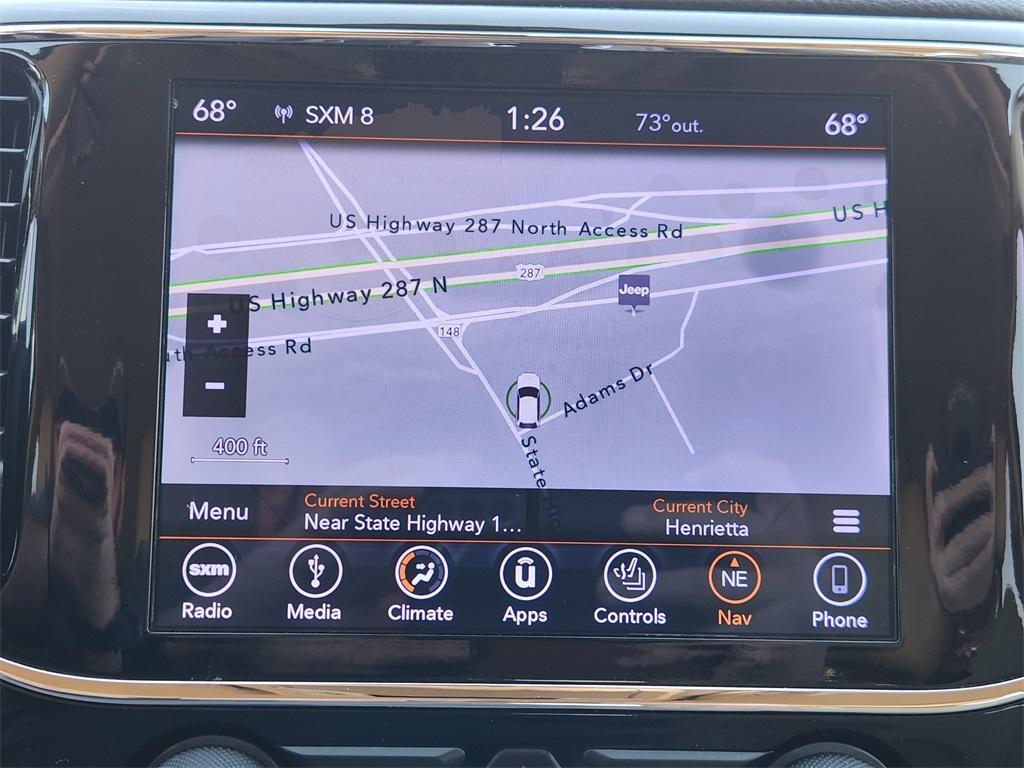 68° SXM 8 1:26 73°out. 68°
US Highway 287 North Access Rd
US H
287
US Highway 287 N
Jeep
+
148
uth Access Rd
-
Adams Dr
400 ft
State
Menu
Current Street
Near State Highway 1...
Current City
Henrietta
sxm
u
NE
Radio Media Climate Apps Controls Nav Phone